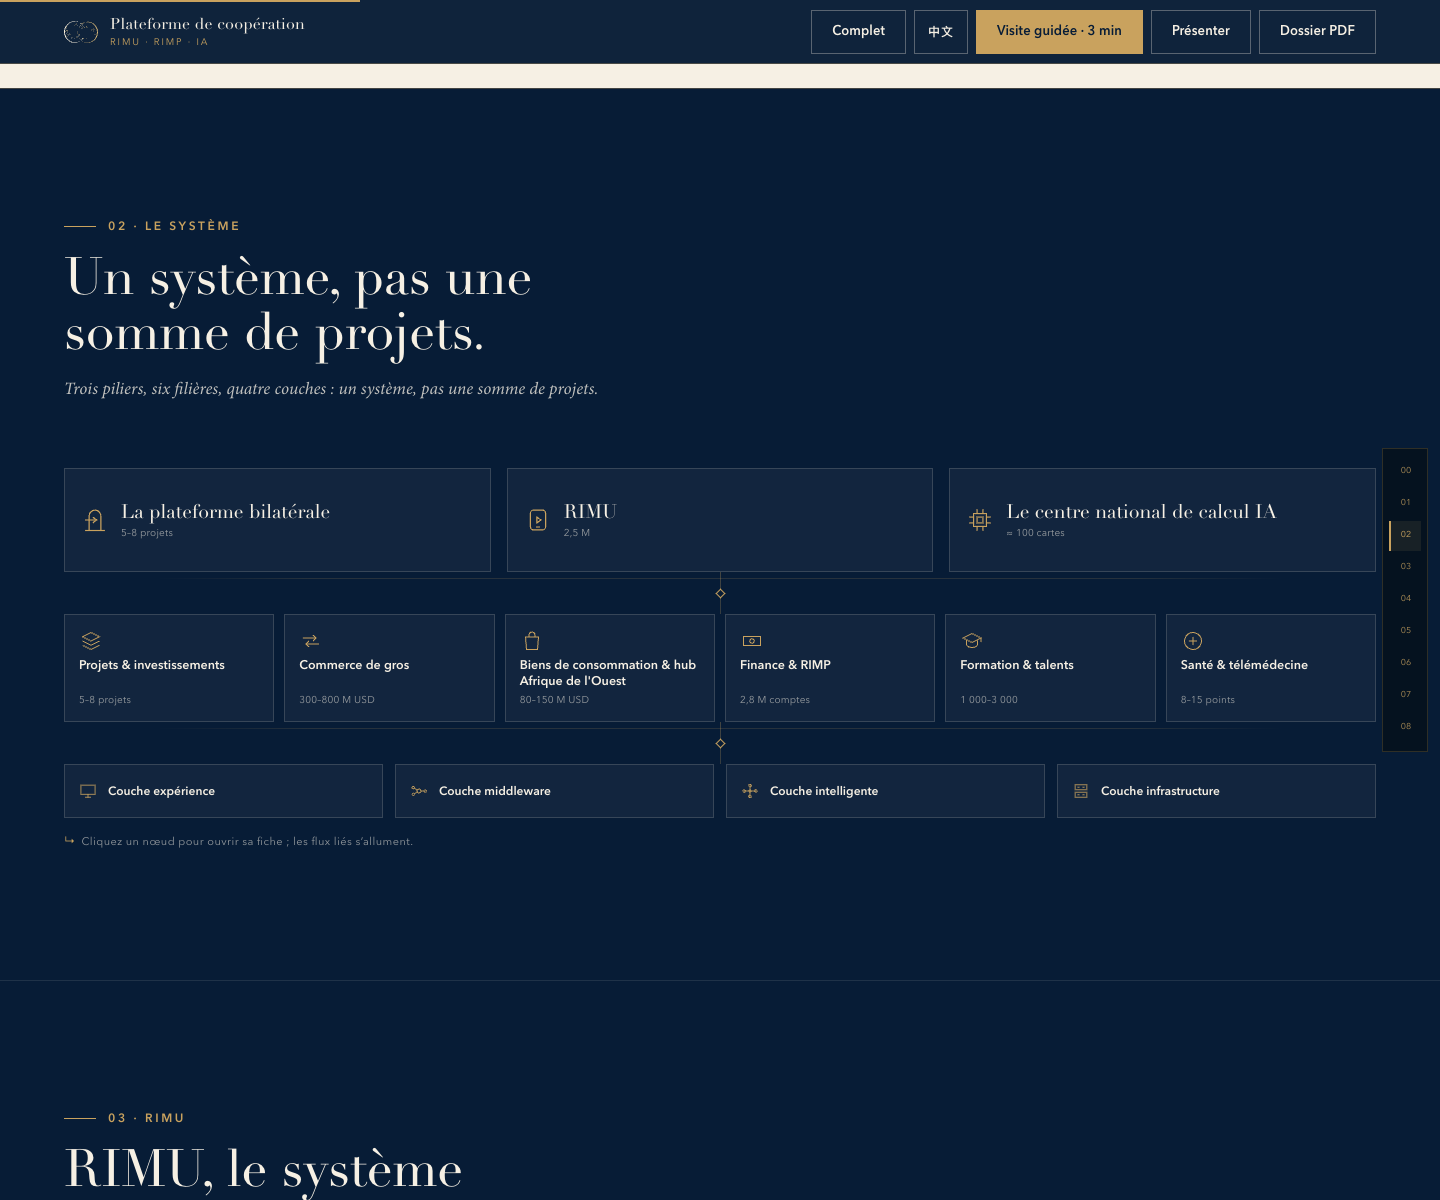 Plateforme de coopération
RIMU · RIMP · IA
Complet
中文
Visite guidée · 3 min
Présenter
Dossier PDF
02 · LE SYSTÈME
Un système, pas une
somme de projets.
Trois piliers, six filières, quatre couches : un système, pas une somme de projets.
La plateforme bilatérale
5–8 projets
RIMU
2,5 M
Le centre national de calcul IA
≈ 100 cartes
Projets & investissements
5–8 projets
Commerce de gros
300–800 M USD
Biens de consommation & hub
Afrique de l'Ouest
80–150 M USD
Finance & RIMP
2,8 M comptes
Formation & talents
1 000–3 000
Santé & télémédecine
8–15 points
Couche expérience
Couche middleware
Couche intelligente
Couche infrastructure
↳ Cliquez un nœud pour ouvrir sa fiche ; les flux liés s’allument.
00
01
02
03
04
05
06
07
08
03 · RIMU
RIMU, le système